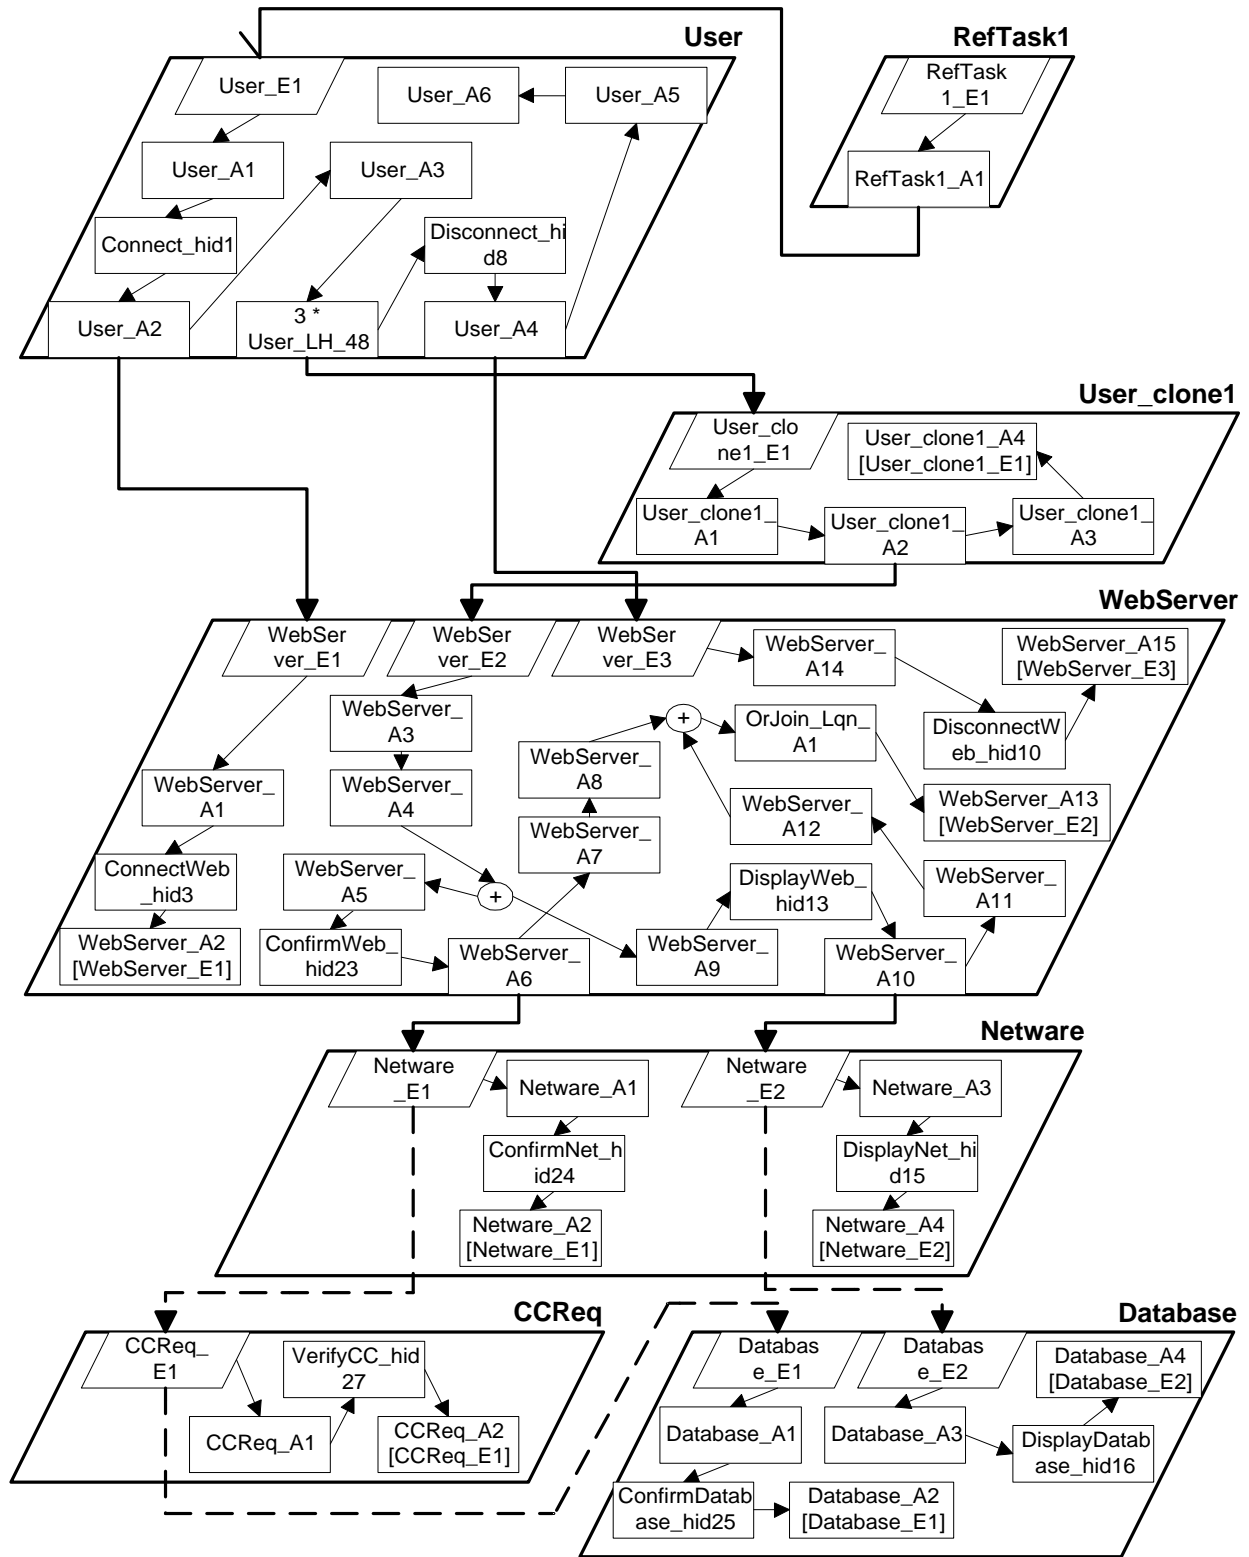 User
RefTask1
User_E1
User_A6
User_A5
RefTask
1_E1
User_A1
User_A3
RefTask1_A1
Connect_hid1
Disconnect_hi
d8
User_A2
3 *
User_LH_48
User_A4
User_clone1
User_clo
ne1_E1
User_clone1_A4
[User_clone1_E1]
User_clone1_
A1
User_clone1_
A2
User_clone1_
A3
WebServer
WebSer
ver_E1
WebSer
ver_E2
WebSer
ver_E3
WebServer_
A14
WebServer_A15
[WebServer_E3]
WebServer_
A3
+
OrJoin_Lqn_
A1
DisconnectW
eb_hid10
WebServer_
A8
WebServer_
A1
WebServer_
A4
WebServer_
A7
WebServer_
A12
WebServer_A13
[WebServer_E2]
ConnectWeb
_hid3
WebServer_
A5
+
DisplayWeb_
hid13
WebServer_
A11
WebServer_A2
[WebServer_E1]
ConfirmWeb_
hid23
WebServer_
A6
WebServer_
A9
WebServer_
A10
Netware
Netware
_E1
Netware_A1
Netware
_E2
Netware_A3
ConfirmNet_h
id24
DisplayNet_hi
d15
Netware_A2
[Netware_E1]
Netware_A4
[Netware_E2]
CCReq
Database
CCReq_
E1
VerifyCC_hid
27
CCReq_A1
CCReq_A2
[CCReq_E1]
Databas
e_E1
Databas
e_E2
Database_A4
[Database_E2]
Database_A1
Database_A3
DisplayDatab
ase_hid16
ConfirmDatab
ase_hid25
Database_A2
[Database_E1]